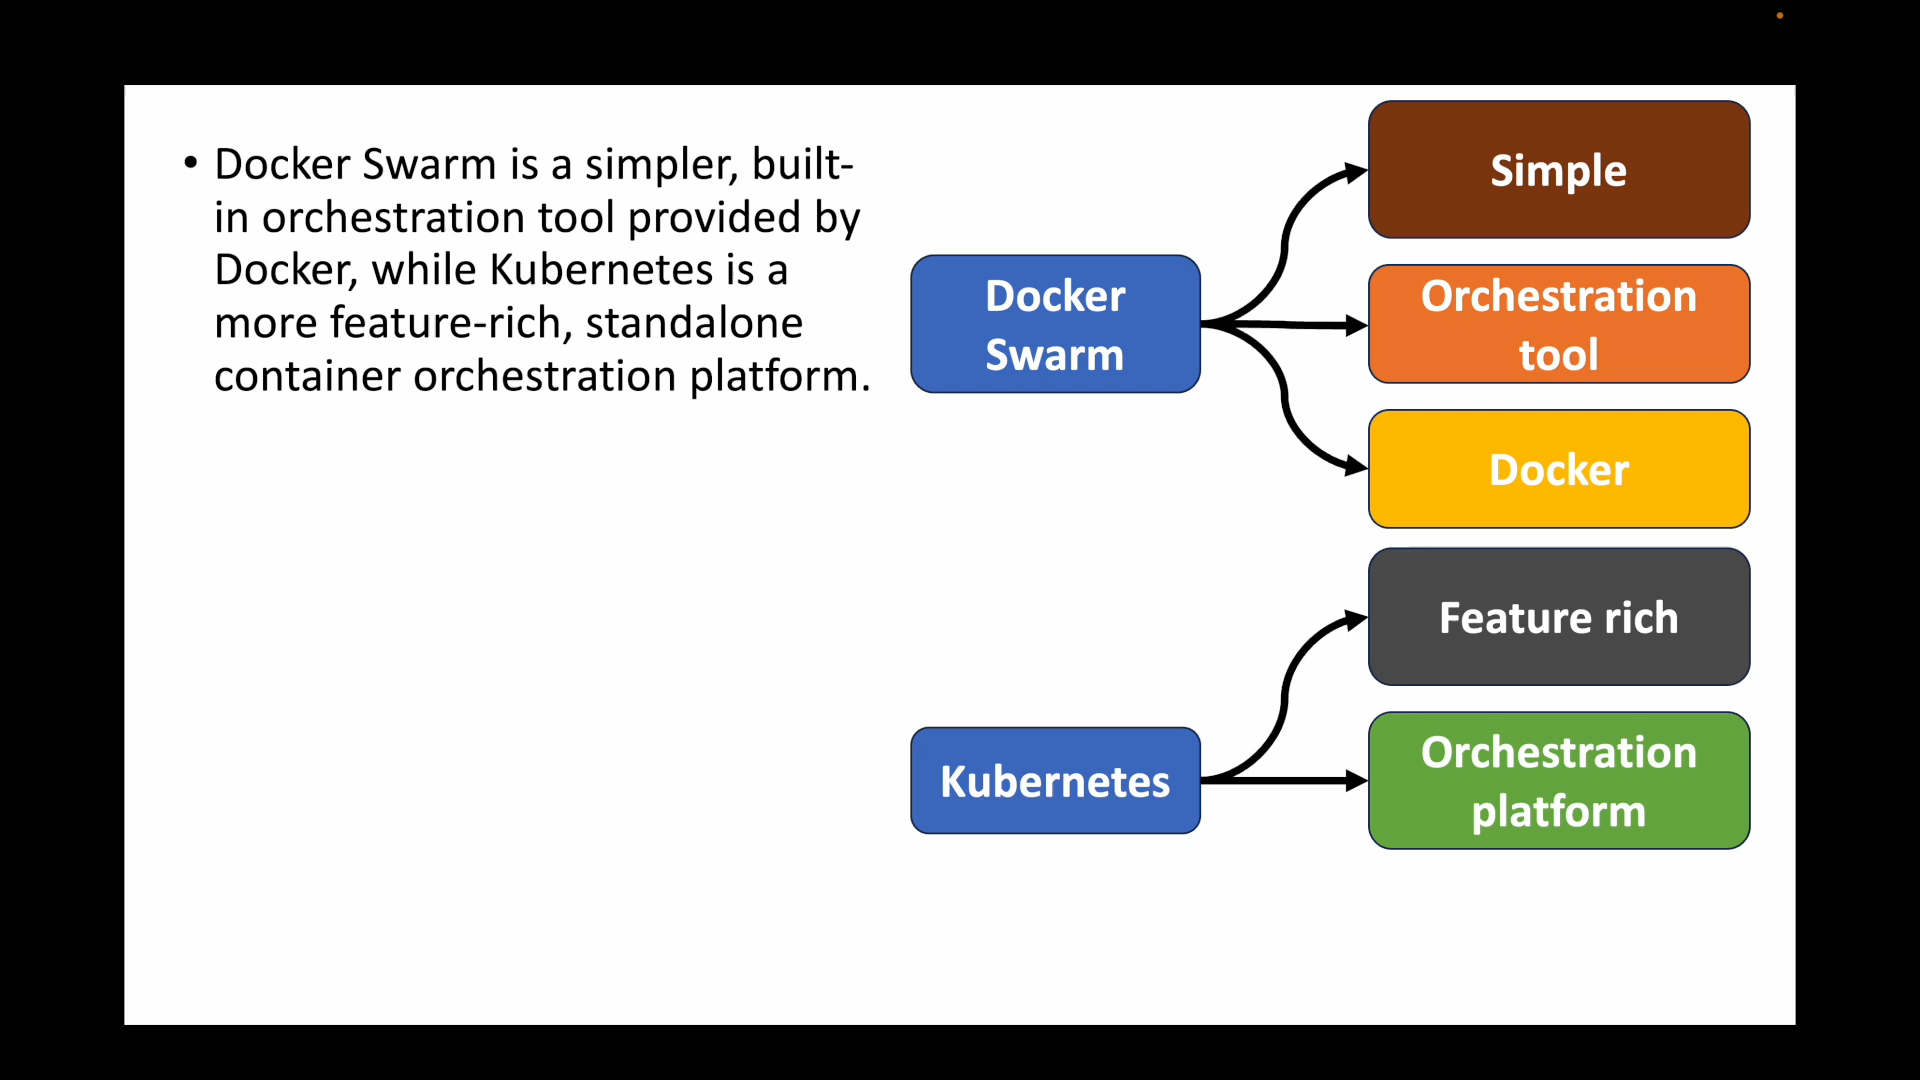 • Docker Swarm is a simpler, built-
in orchestration tool provided by
Docker, while Kubernetes is a
more feature-rich, standalone
container orchestration platform.
Docker
Swarm
Simple
Orchestration
tool
Docker
Kubernetes
Feature rich
Orchestration
platform